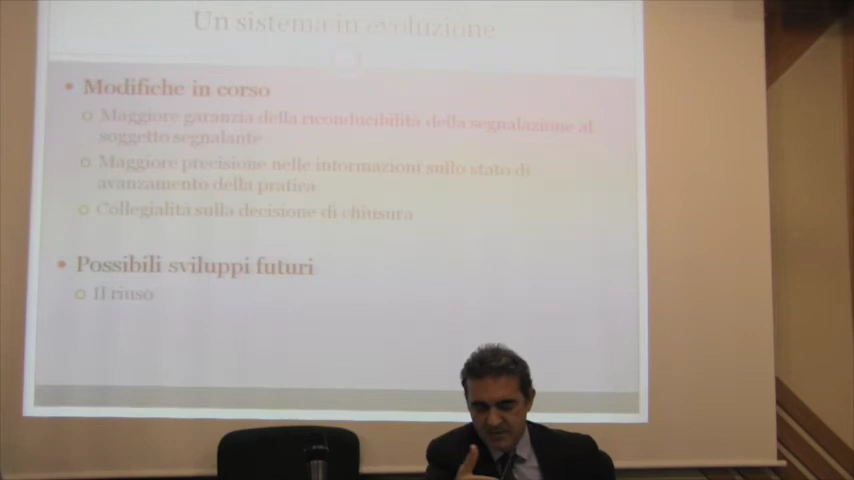 Un sistema in evoluzione
Modifiche in corso
Maggiore garanzia della riconducibilità della segnalazione al
soggetto segnalante
Maggiore precisione nelle informazioni sullo stato di
avanzamento della pratica
Collegialità sulla decisione di chiusura
Possibili sviluppi futuri
Il riuso